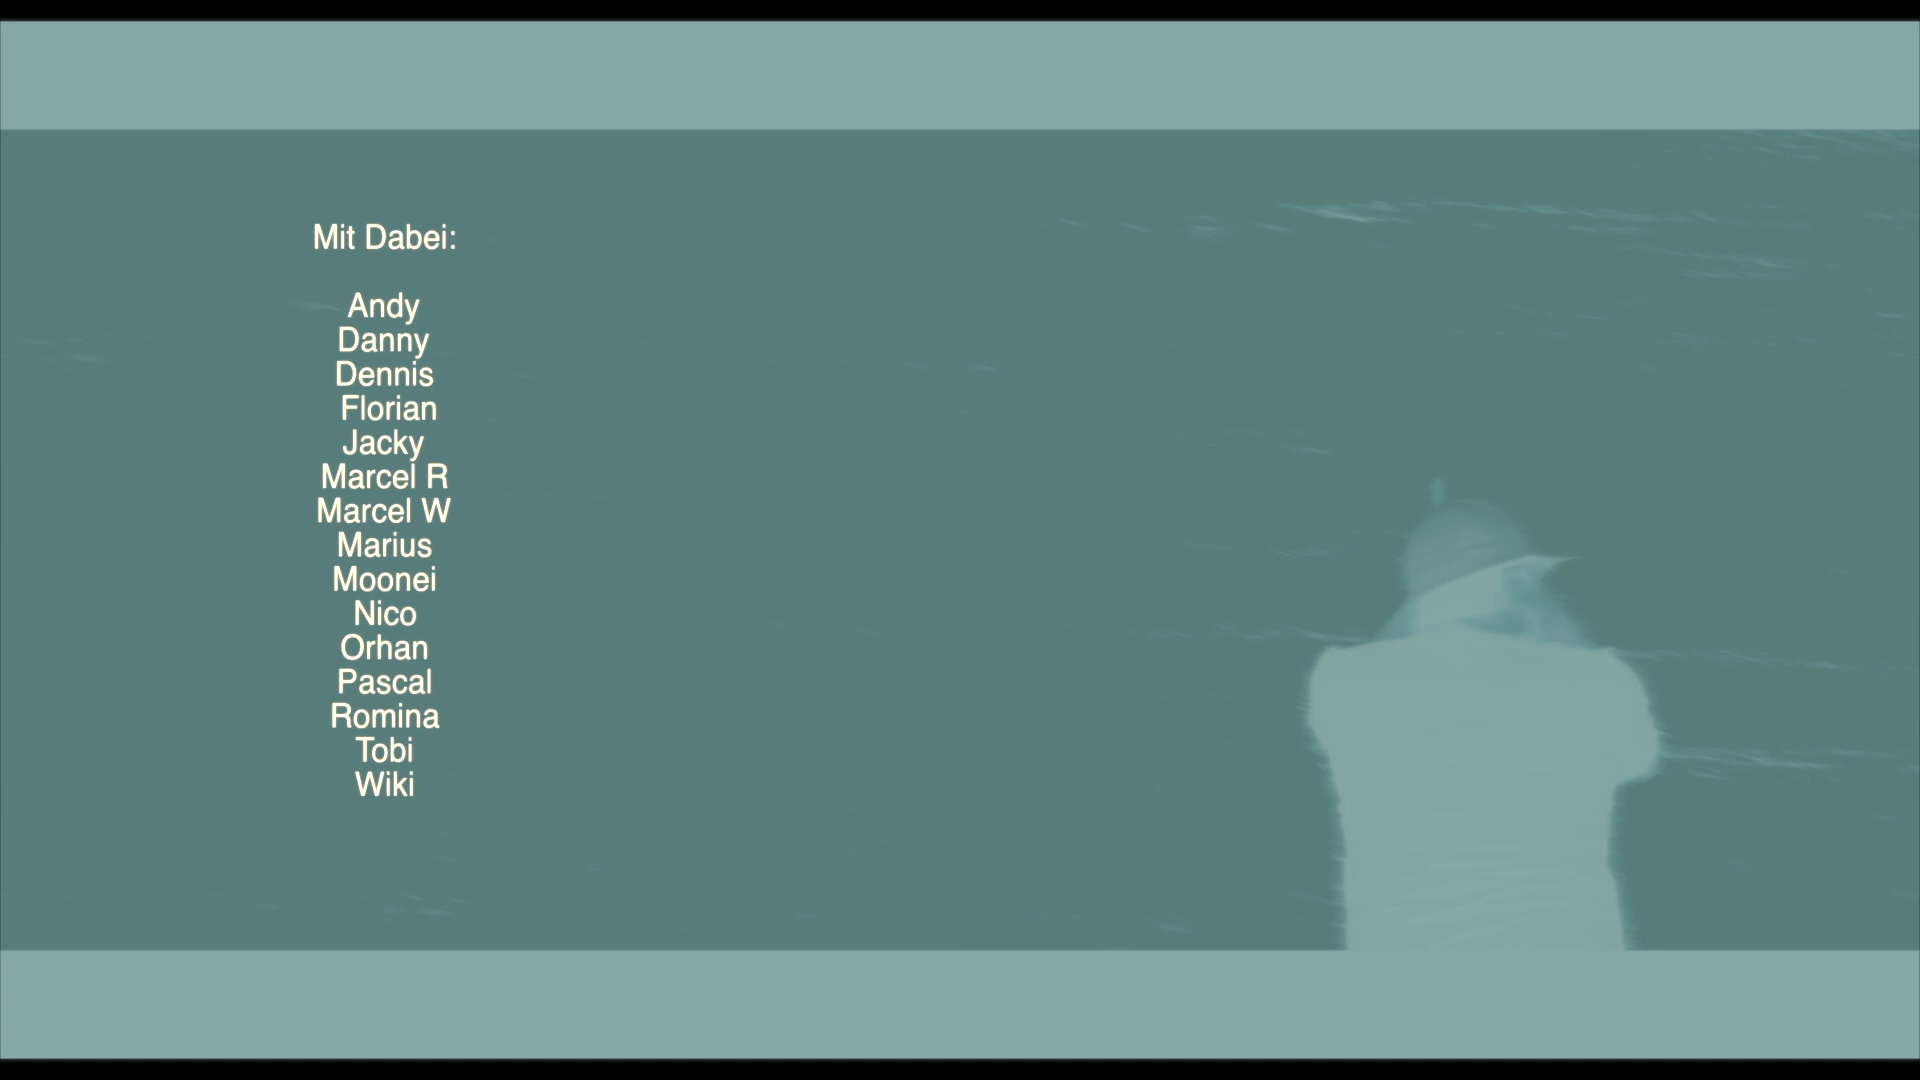 Mit Dabei:
Andy
Danny
Dennis
Florian
Jacky
Marcel R
Marcel W
Marius
Moonei
Nico
Orhan
Pascal
Romina
Tobi
Wiki